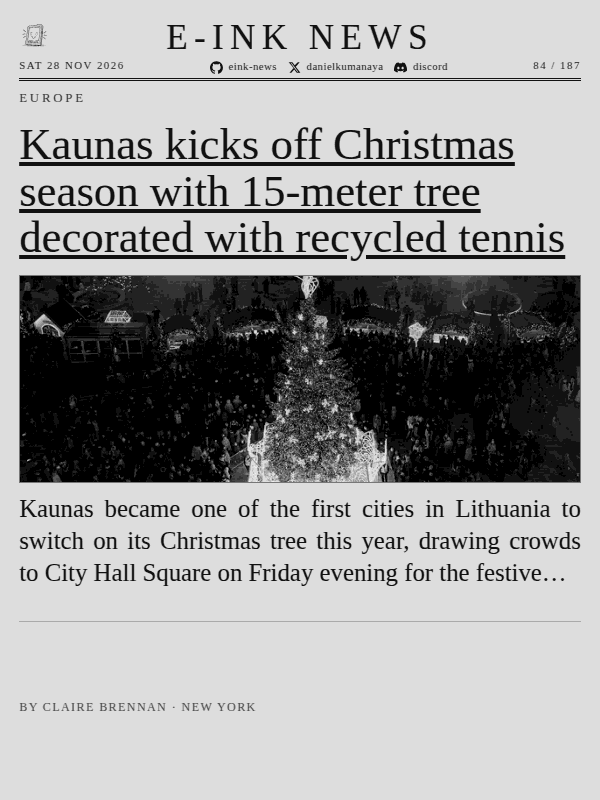 E-INK NEWS
SAT 28 NOV 2026
eink-news
danielkumanaya
discord
84 / 187
EUROPE
Kaunas kicks off Christmas
season with 15-meter tree
decorated with recycled tennis
Kaunas became one of the first cities in Lithuania to
switch on its Christmas tree this year, drawing crowds
to City Hall Square on Friday evening for the festive…
BY CLAIRE BRENNAN · NEW YORK